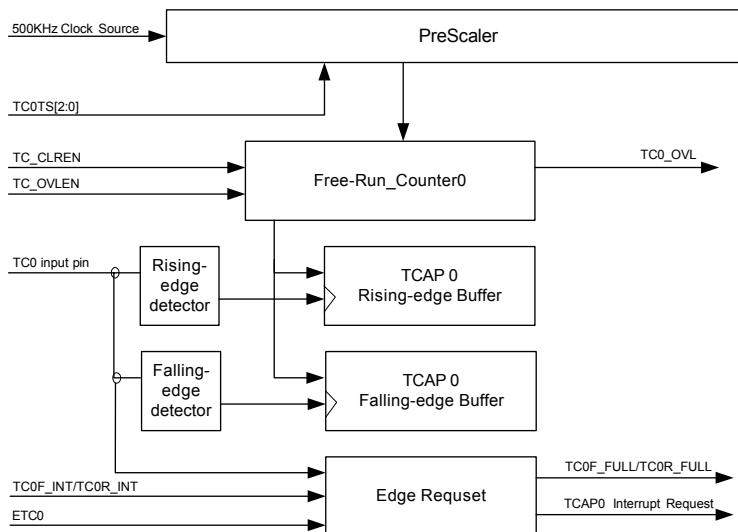 500KHz Clock Source
PreScaler
TC0TS[2:0]
TC_CLREN
TC_OVLEN
Free-Run_Counter0
TC0_OVL
TC0 input pin
Rising-
edge
detector
TCAP 0
Rising-edge Buffer
Falling-
edge
detector
TCAP 0
Falling-edge Buffer
TC0F_INT/TC0R_INT
ETC0
Edge Requset
TC0F_FULL/TC0R_FULL
TCAP0 Interrupt Request